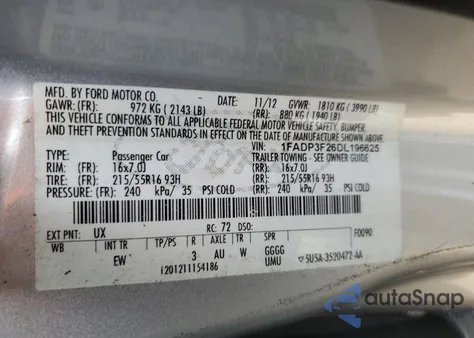 MFD. BY FORD MOTOR CO. DATE: 11/12 GVWR: 1810 KG ( 3990 LB)
GAWR: (FR): 972 KG ( 2143 LB) (RR): 880 KG ( 1940 LB)
THIS VEHICLE CONFORMS TO ALL APPLICABLE FEDERAL MOTOR VEHICLE SAFETY, BUMPER,
AND THEFT PREVENTION STANDARDS IN EFFECT ON THE DATE OF MANUFACTURE SHOWN ABOVE.
VIN: 1FADP3F26DL196625
TYPE: Passenger Car TRAILER TOWING - SEE OWNER GUIDE
RIM: (FR): 16x7.0J (RR): 16x7.0J
TIRE: (FR): 215/55R16 93H (RR): 215/55R16 93H
PRESSURE: (FR): 240 kPa/ 35 PSI COLD (RR): 240 kPa/ 35 PSI COLD
EXT PNT: UX RC: 72 DSO: F0090
WB INT TR TP/PS R AXLE TR SPR
EW 3 AU W GGGG
i201211154186 UMU 5U5A-3520472-AA
autoSnap